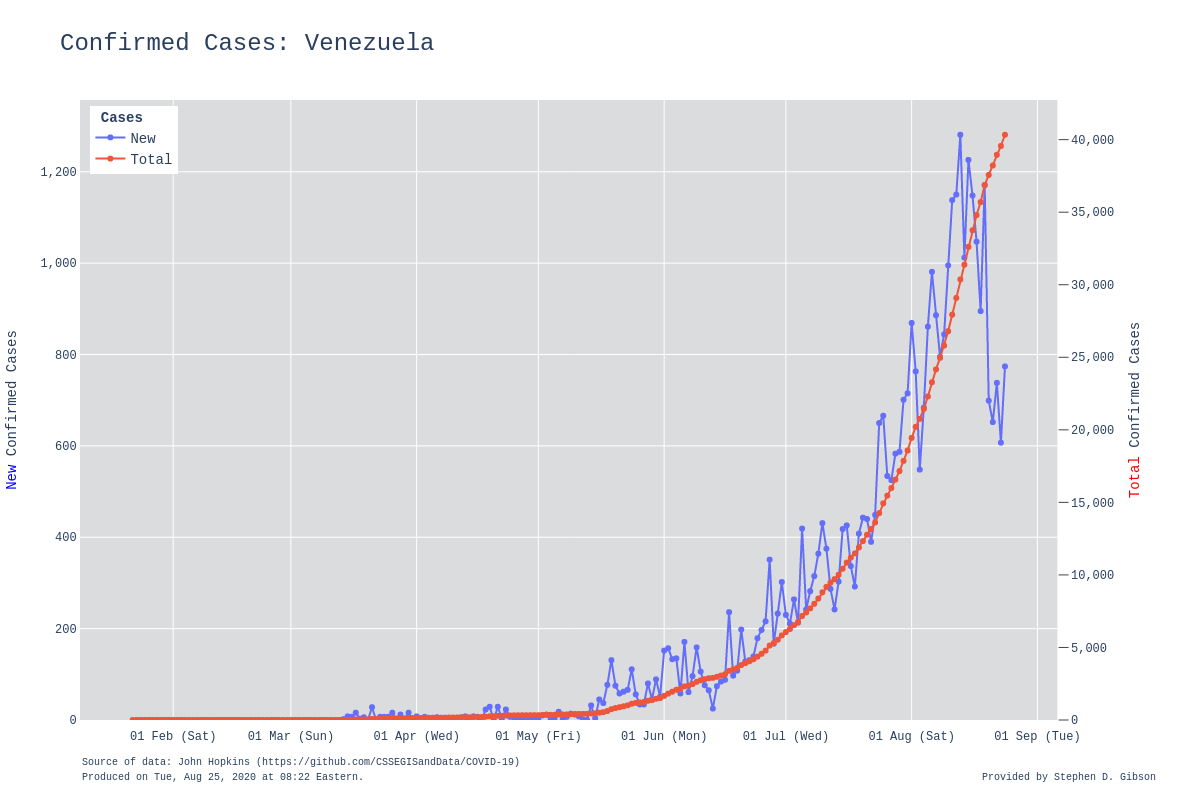 Confirmed Cases: Venezuela
Cases
New
Total
1,200
1,000
800
600
400
200
0
New Confirmed Cases
40,000
35,000
30,000
25,000
20,000
15,000
10,000
5,000
0
Total Confirmed Cases
01 Feb (Sat)
01 Mar (Sun)
01 Apr (Wed)
01 May (Fri)
01 Jun (Mon)
01 Jul (Wed)
01 Aug (Sat)
01 Sep (Tue)
Source of data: John Hopkins (https://github.com/CSSEGISandData/COVID-19)
Produced on Tue, Aug 25, 2020 at 08:22 Eastern.
Provided by Stephen D. Gibson